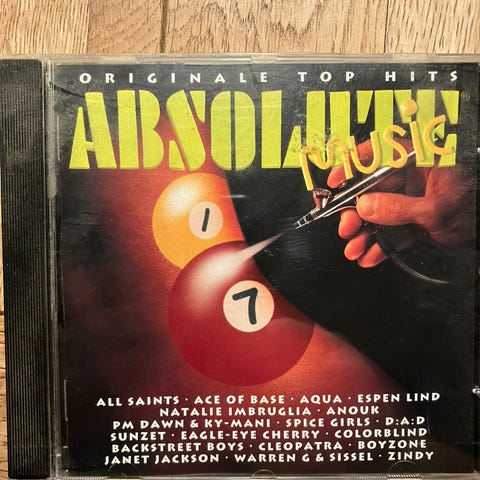 ORIGINALE TOP HITS
ABSOLUTE®
MUSIC
1
7
ALL SAINTS · ACE OF BASE · AQUA · ESPEN LIND
NATALIE IMBRUGLIA · ANOUK
PM DAWN & KY-MANI · SPICE GIRLS · D:A:D
SUNZET · EAGLE-EYE CHERRY · COLORBLIND
BACKSTREET BOYS · CLEOPATRA · BOYZONE
JANET JACKSON · WARREN G & SISSEL · ZINDY